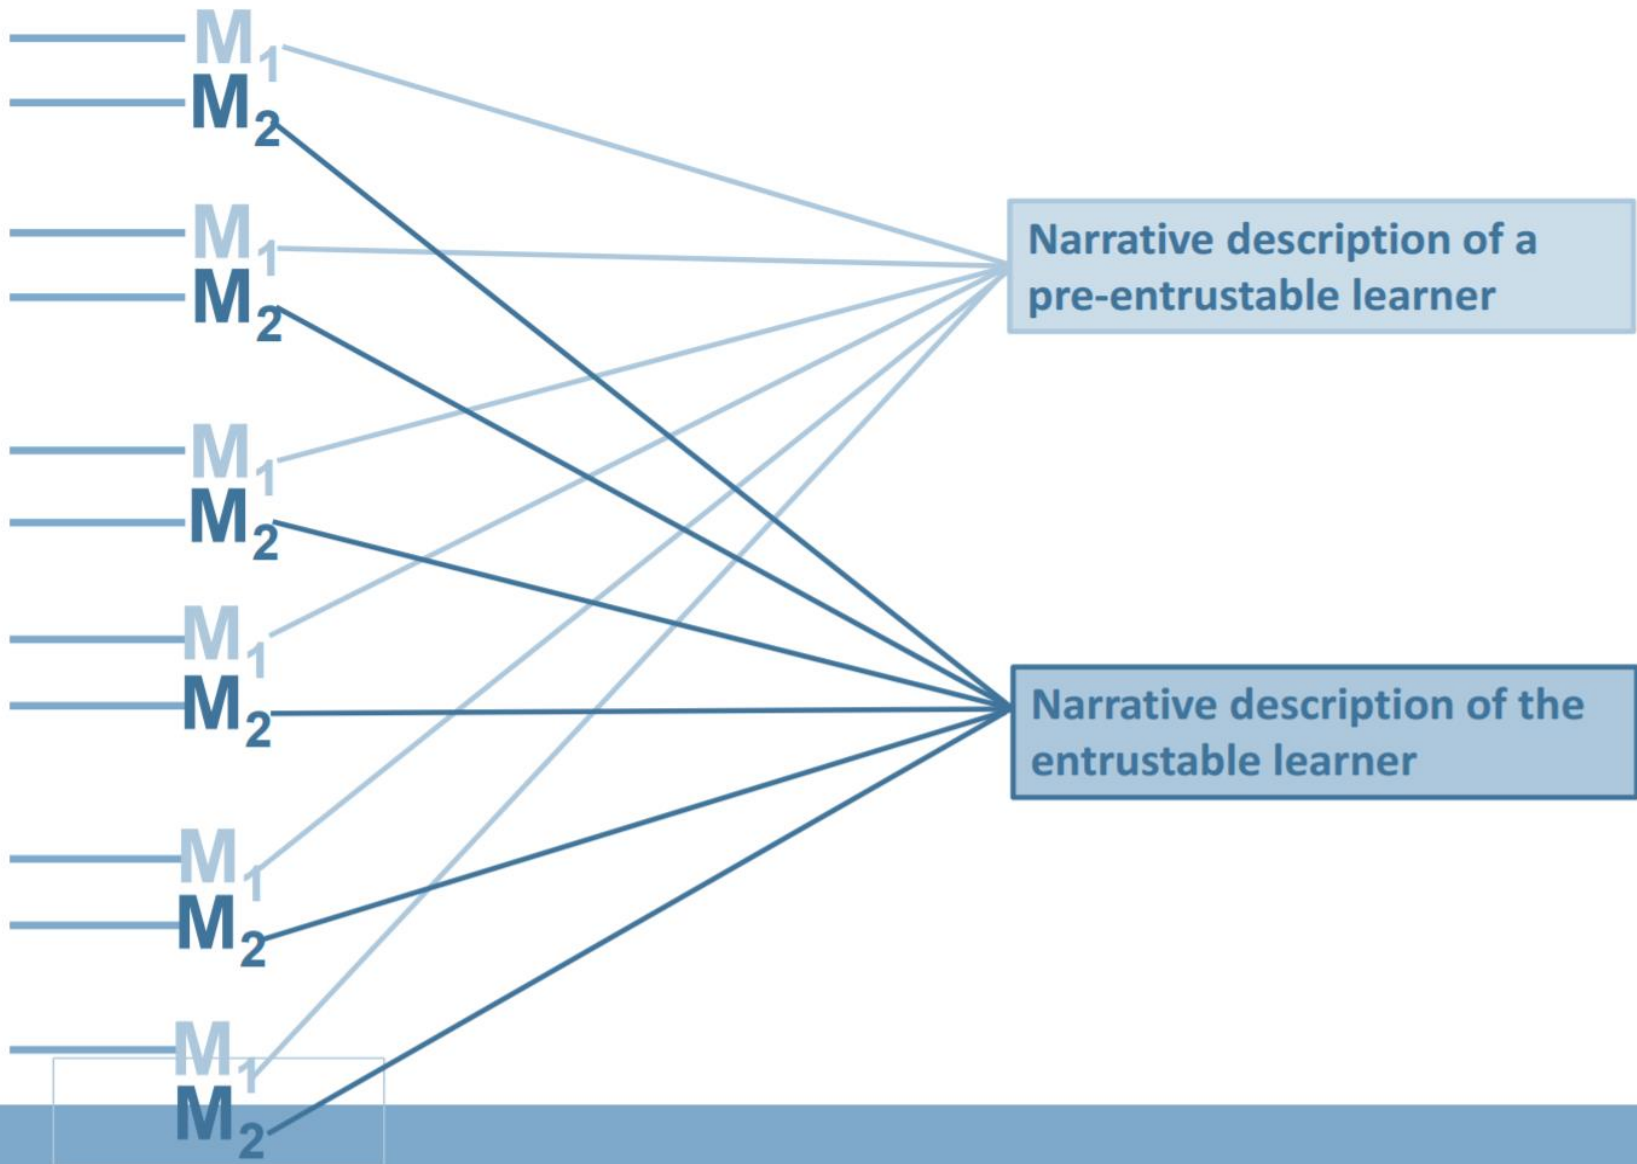 M1
M2
M1
M2
Narrative description of a
pre-entrustable learner
M1
M2
M1
M2
Narrative description of the
entrustable learner
M1
M2
M1
M2